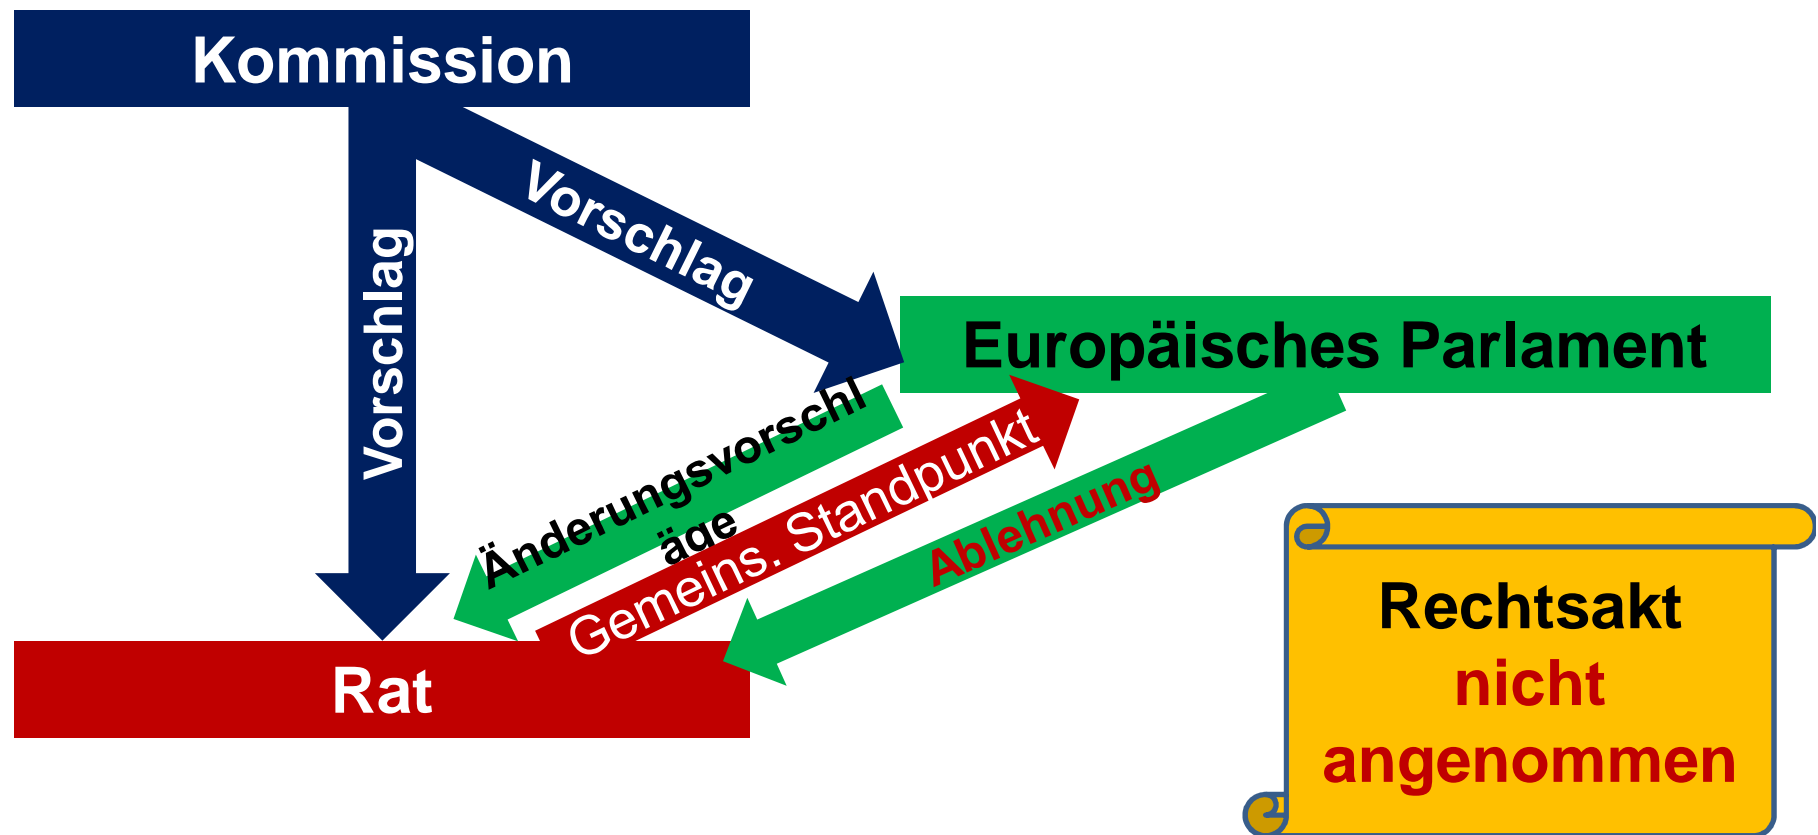 Kommission
Vorschlag
Vorschlag
Europäisches Parlament
Änderungsvorschl
äge
Gemeins. Standpunkt
Ablehnung
Rat
Rechtsakt
nicht
angenommen